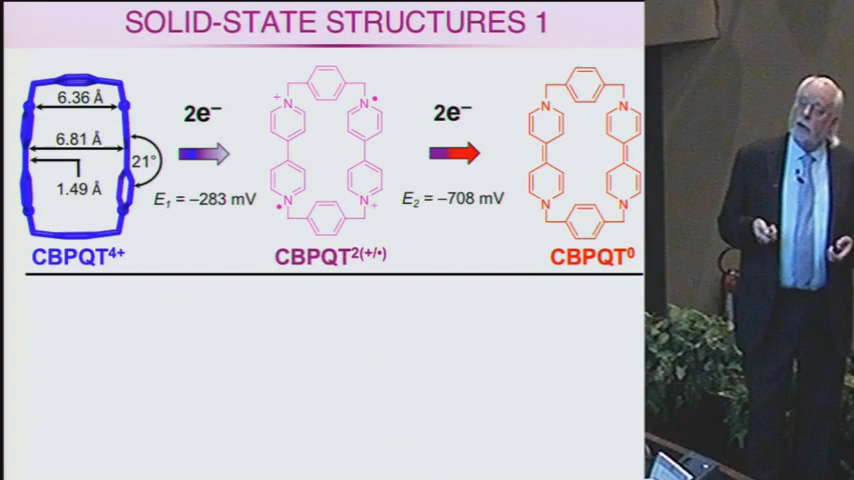 SOLID-STATE STRUCTURES 1
6.36 Å
6.81 Å
21°
1.49 Å
CBPQT⁴⁺
2e⁻
E₁ = –283 mV
+
N
N
•
N
•
N
+
CBPQT²⁽⁺/•⁾
2e⁻
E₂ = –708 mV
N
N
N
N
CBPQT⁰